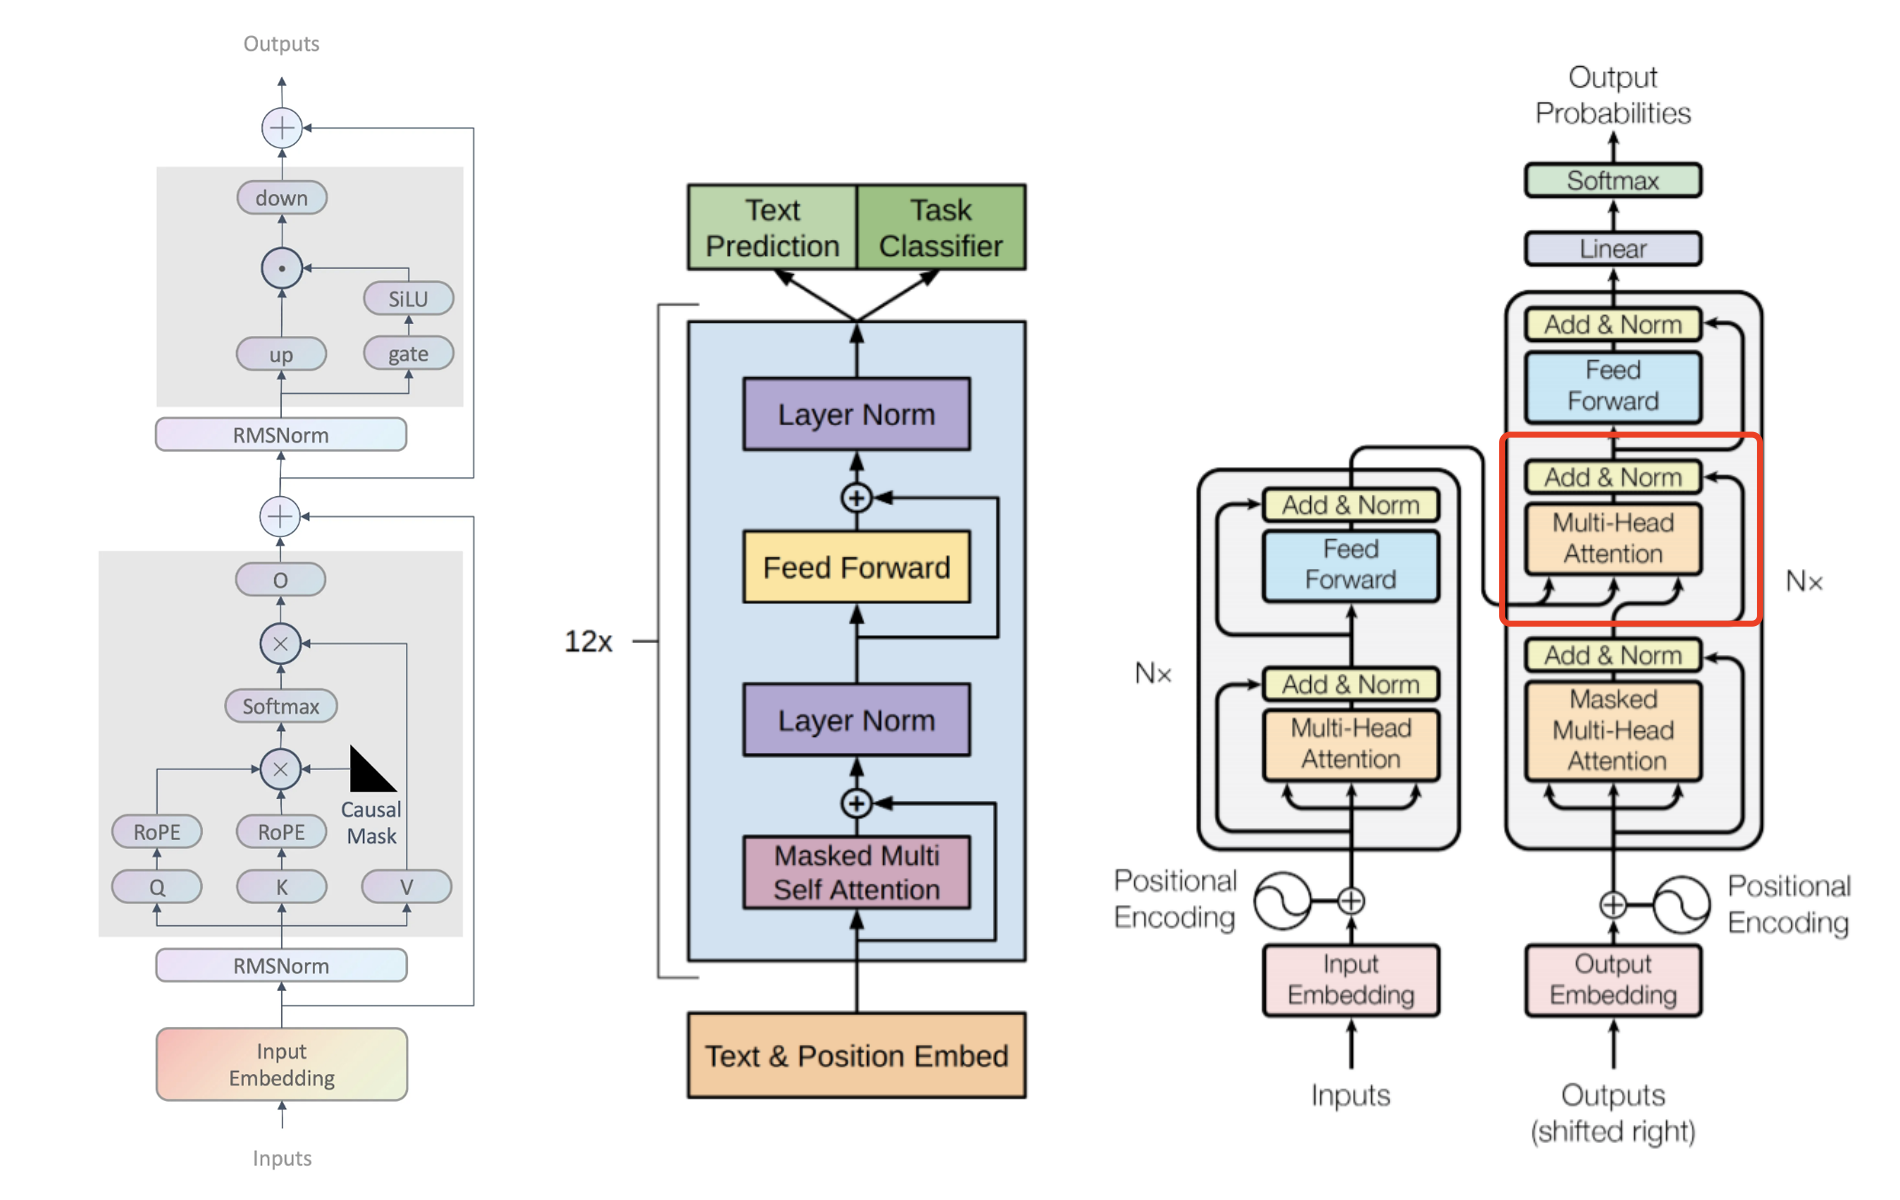 Outputs
down
SiLU
up
gate
RMSNorm
O
Softmax
Causal
Mask
RoPE
RoPE
Q
K
V
RMSNorm
Input
Embedding
Inputs
Text
Prediction
Task
Classifier
Layer Norm
Feed Forward
12x
Layer Norm
Masked Multi
Self Attention
Text & Position Embed
Output
Probabilities
Softmax
Linear
Add & Norm
Feed
Forward
Add & Norm
Multi-Head
Attention
N×
Add & Norm
Masked
Multi-Head
Attention
Add & Norm
Feed
Forward
N×
Add & Norm
Multi-Head
Attention
Positional
Encoding
Positional
Encoding
Input
Embedding
Output
Embedding
Inputs
Outputs
(shifted right)